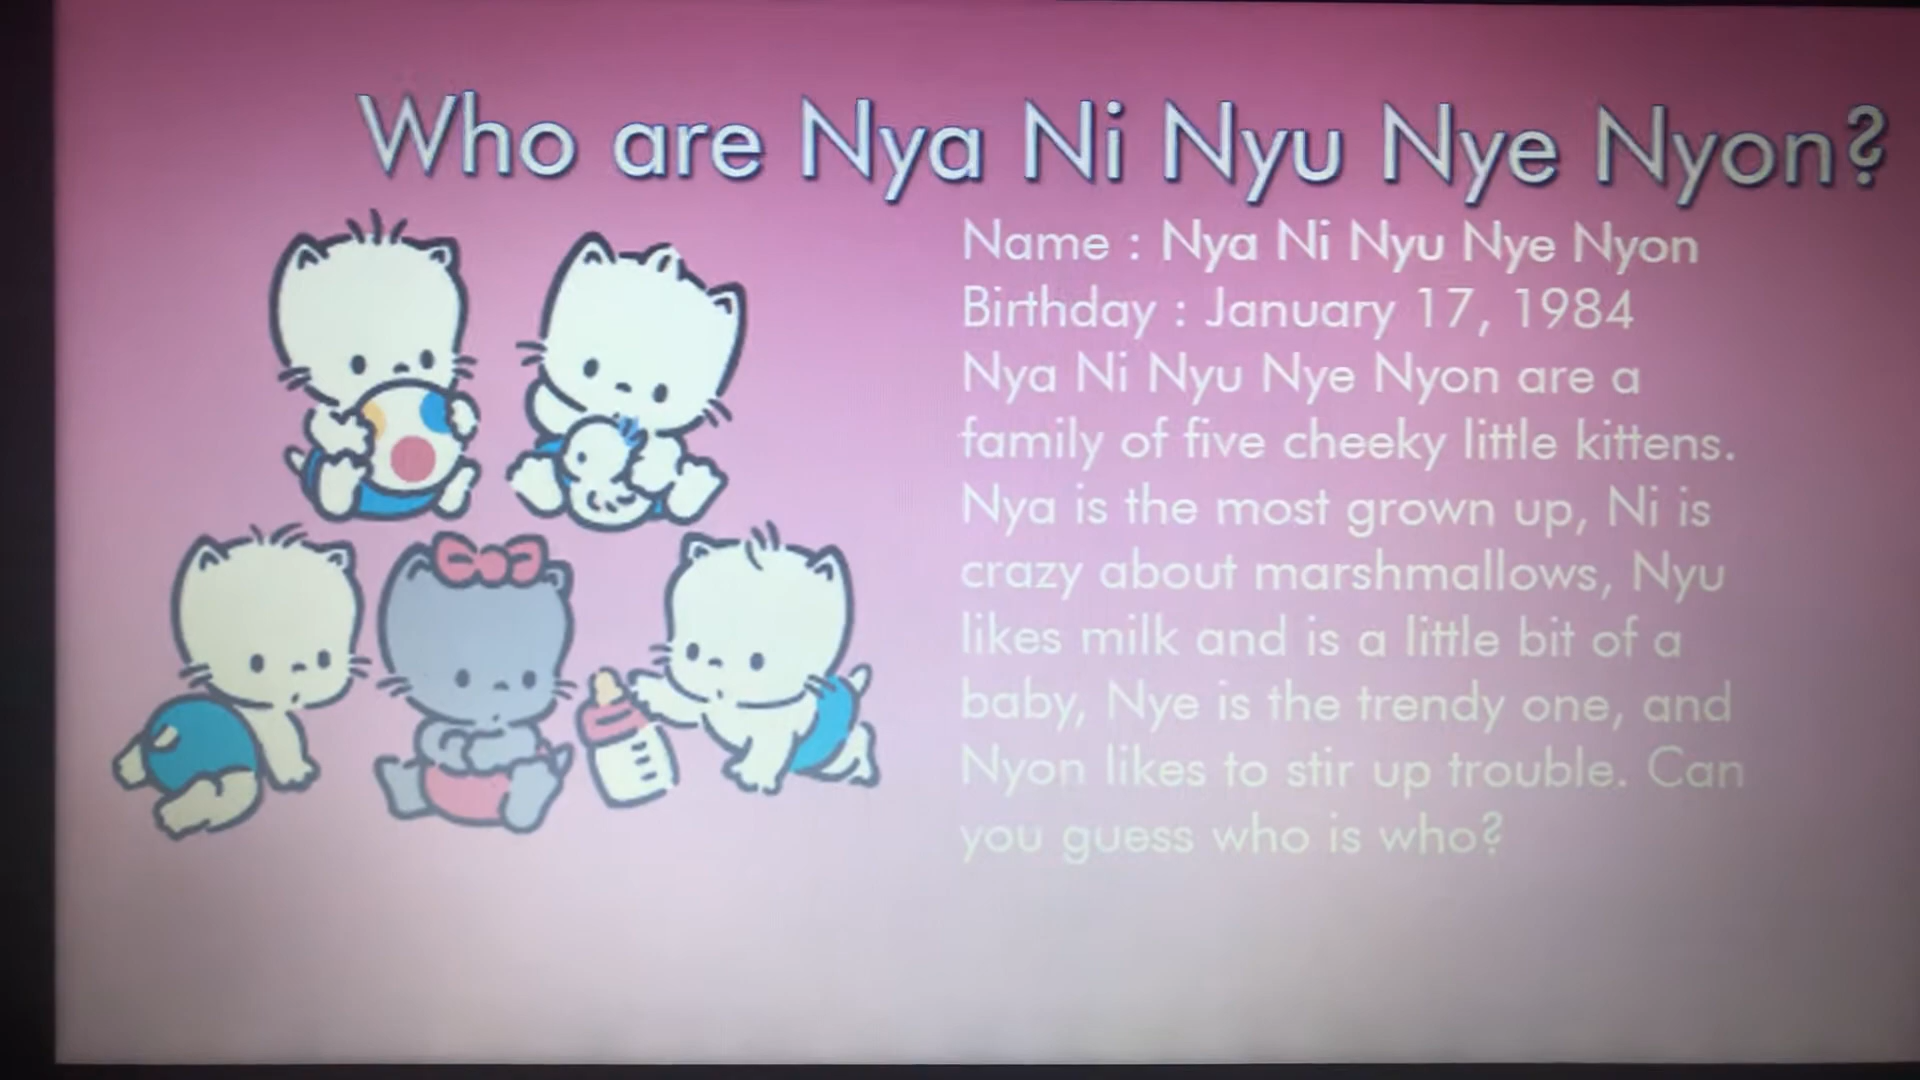 Who are Nya Ni Nyu Nye Nyon?
Name : Nya Ni Nyu Nye Nyon
Birthday : January 17, 1984
Nya Ni Nyu Nye Nyon are a
family of five cheeky little kittens.
Nya is the most grown up, Ni is
crazy about marshmallows, Nyu
likes milk and is a little bit of a
baby, Nye is the trendy one, and
Nyon likes to stir up trouble. Can
you guess who is who?